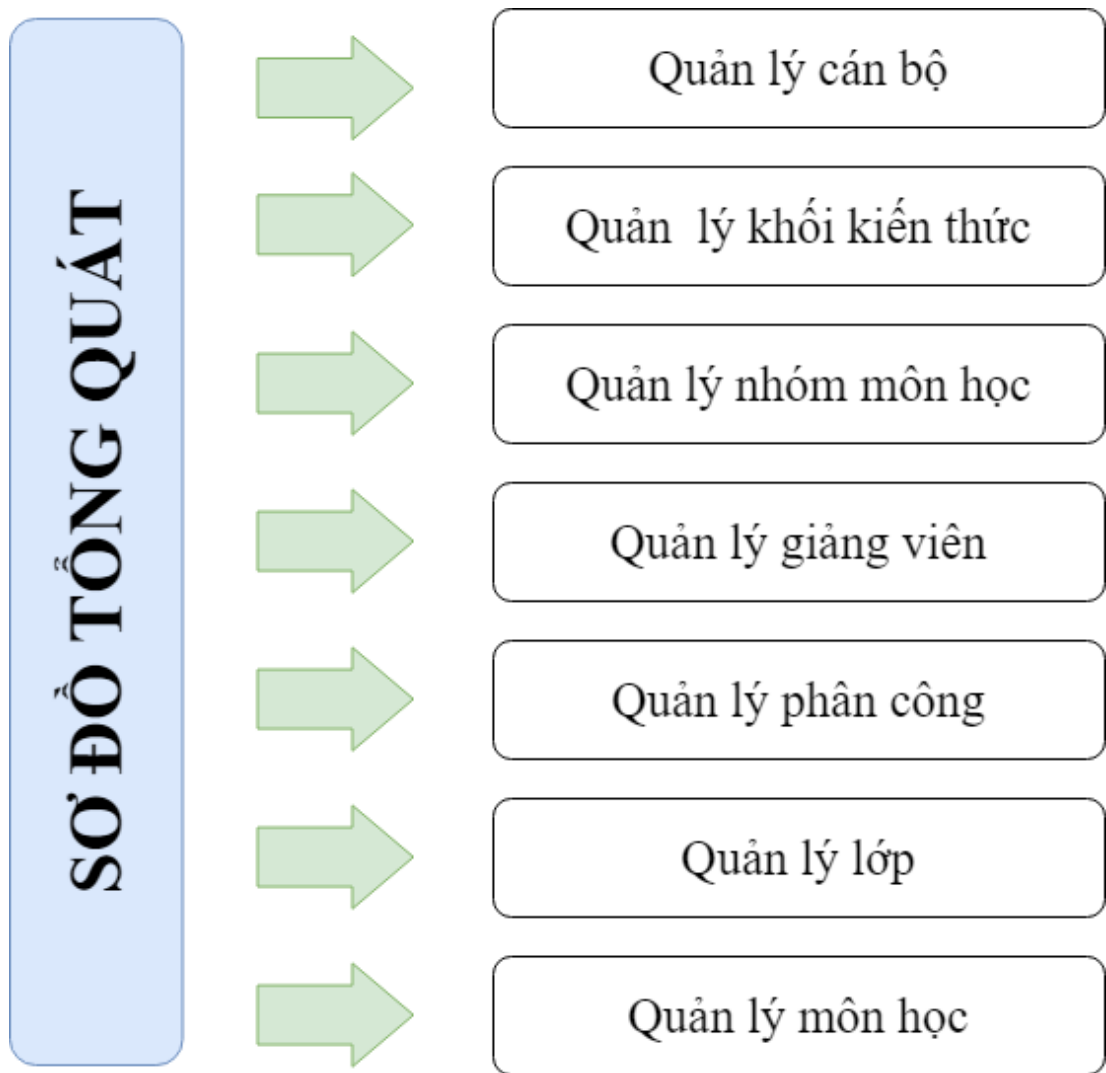 SƠ ĐỒ TỔNG QUÁT
Quản lý cán bộ
Quản lý khối kiến thức
Quản lý nhóm môn học
Quản lý giảng viên
Quản lý phân công
Quản lý lớp
Quản lý môn học